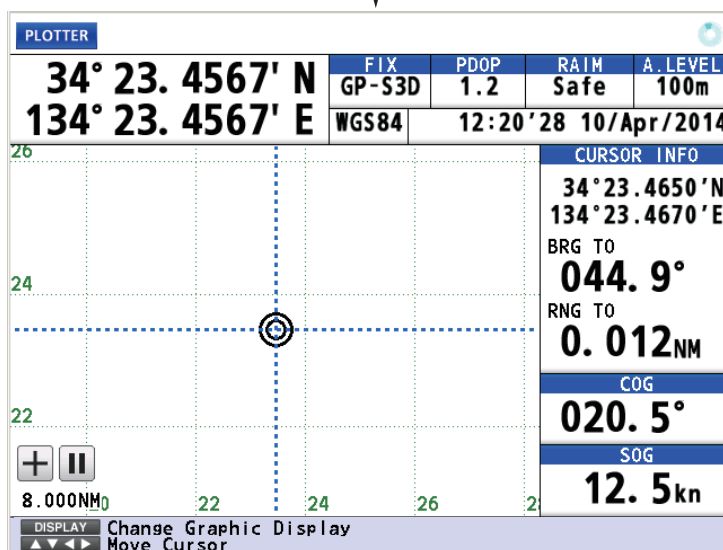 PLOTTER
34° 23. 4567' N
134° 23. 4567' E
FIX PDOP RAIM A.LEVEL
GP-S3D 1.2 Safe 100m
WGS84 12:20'28 10/Apr/2014
26
24
22
8.000NM
22 24 26
CURSOR INFO
34°23.4650'N
134°23.4670'E
BRG TO
044. 9°
RNG TO
0. 012NM
COG
020. 5°
SOG
12. 5kn
DISPLAY Change Graphic Display
▲▼◀▶ Move Cursor